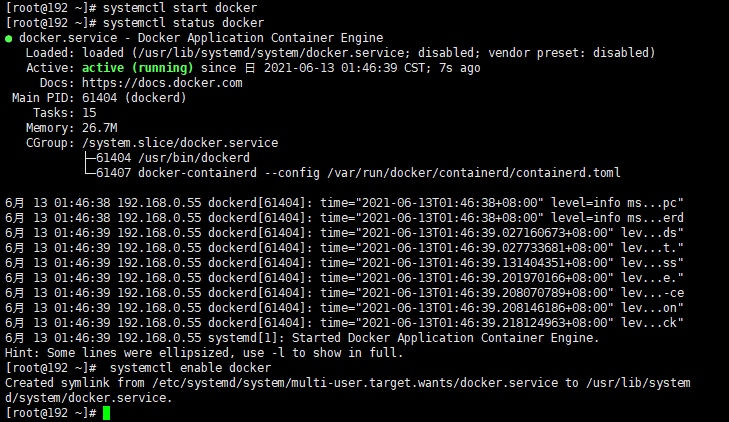 [root@192 ~]# systemctl start docker
[root@192 ~]# systemctl status docker
● docker.service - Docker Application Container Engine
   Loaded: loaded (/usr/lib/systemd/system/docker.service; disabled; vendor preset: disabled)
   Active: active (running) since 日 2021-06-13 01:46:39 CST; 7s ago
     Docs: https://docs.docker.com
 Main PID: 61404 (dockerd)
    Tasks: 15
   Memory: 26.7M
   CGroup: /system.slice/docker.service
           ├─61404 /usr/bin/dockerd
           └─61407 docker-containerd --config /var/run/docker/containerd/containerd.toml

6月 13 01:46:38 192.168.0.55 dockerd[61404]: time="2021-06-13T01:46:38+08:00" level=info ms...pc"
6月 13 01:46:38 192.168.0.55 dockerd[61404]: time="2021-06-13T01:46:38+08:00" level=info ms...erd
6月 13 01:46:39 192.168.0.55 dockerd[61404]: time="2021-06-13T01:46:39.027160673+08:00" lev...ds"
6月 13 01:46:39 192.168.0.55 dockerd[61404]: time="2021-06-13T01:46:39.027733681+08:00" lev...t."
6月 13 01:46:39 192.168.0.55 dockerd[61404]: time="2021-06-13T01:46:39.131404351+08:00" lev...ss"
6月 13 01:46:39 192.168.0.55 dockerd[61404]: time="2021-06-13T01:46:39.201970166+08:00" lev...e."
6月 13 01:46:39 192.168.0.55 dockerd[61404]: time="2021-06-13T01:46:39.208070789+08:00" lev...-ce
6月 13 01:46:39 192.168.0.55 dockerd[61404]: time="2021-06-13T01:46:39.208146186+08:00" lev...on"
6月 13 01:46:39 192.168.0.55 dockerd[61404]: time="2021-06-13T01:46:39.218124963+08:00" lev...ck"
6月 13 01:46:39 192.168.0.55 systemd[1]: Started Docker Application Container Engine.
Hint: Some lines were ellipsized, use -l to show in full.
[root@192 ~]#  systemctl enable docker
Created symlink from /etc/systemd/system/multi-user.target.wants/docker.service to /usr/lib/system
d/system/docker.service.
[root@192 ~]#